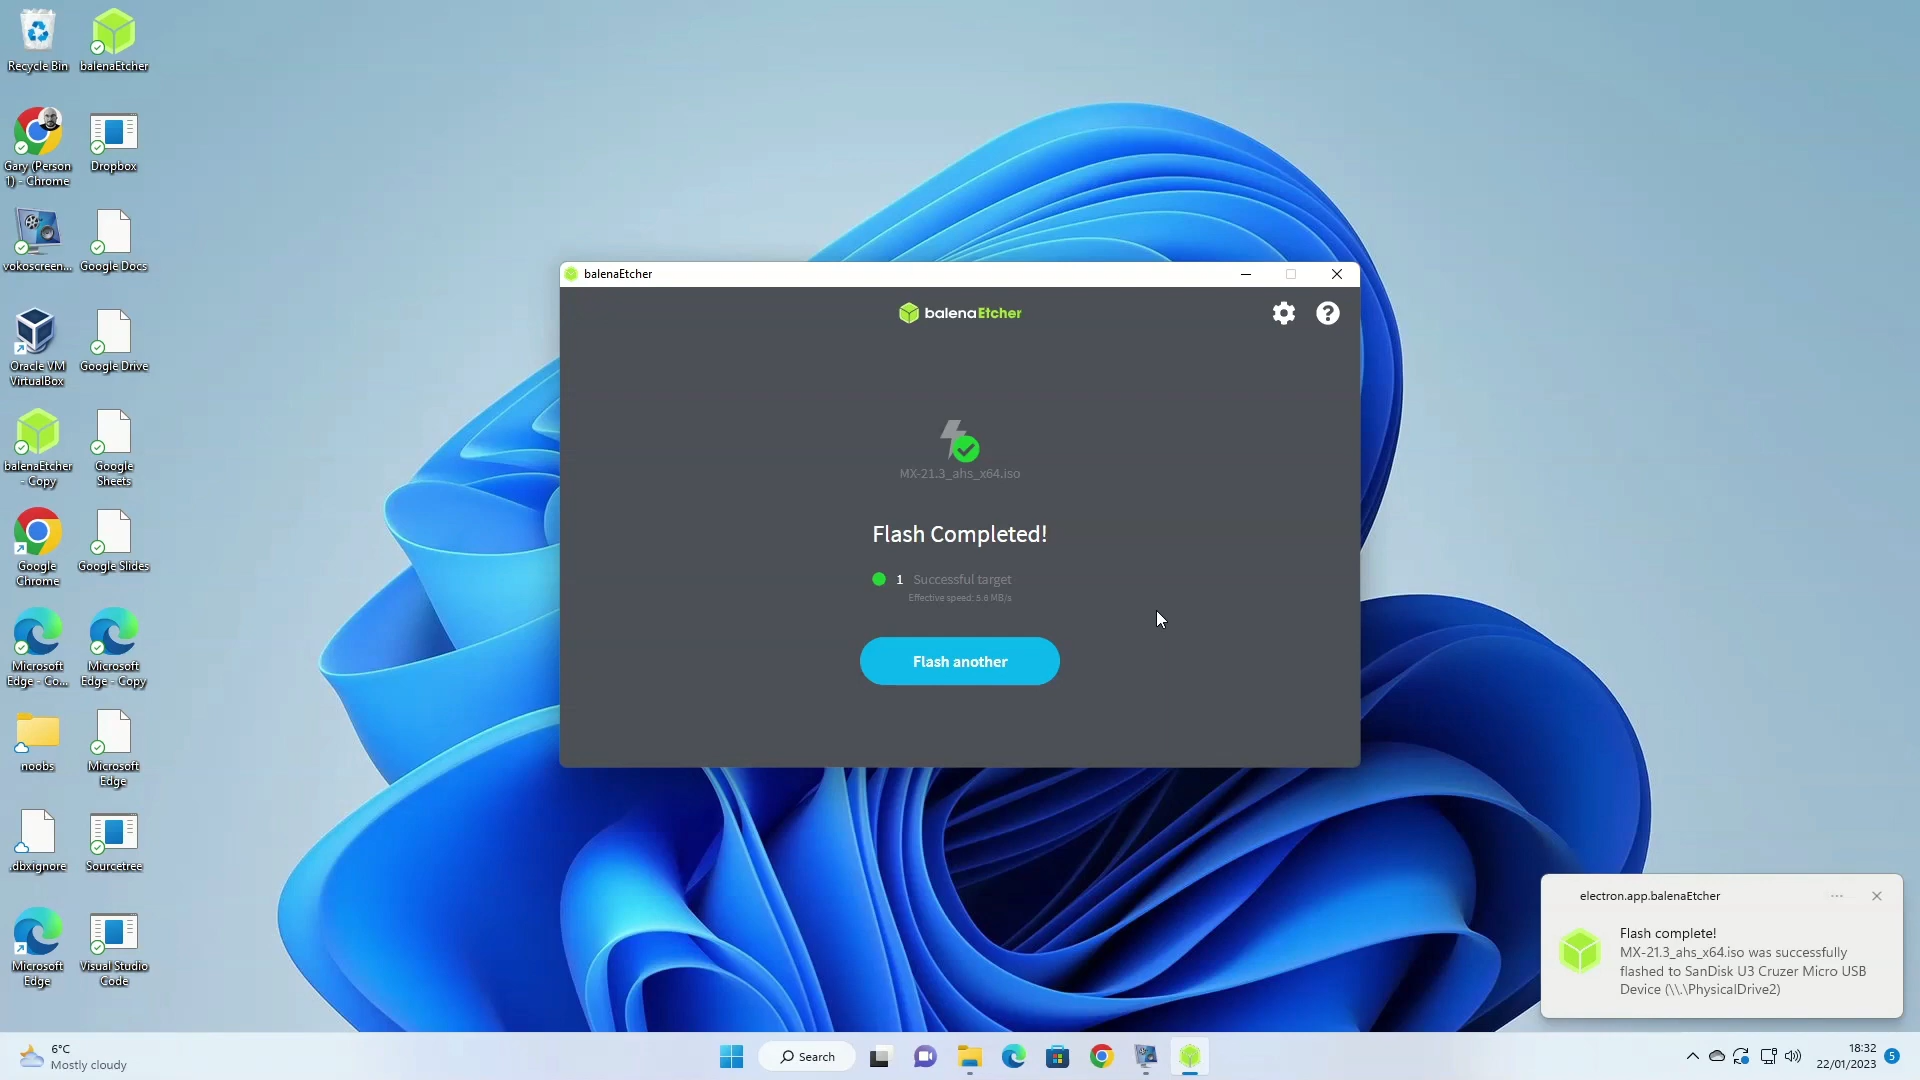 Recycle Bin
balenaEtcher
Gary (Person
1) - Chrome
Dropbox
vokoscreen...
Google Docs
Oracle VM
VirtualBox
Google Drive
balenaEtcher
- Copy
Google
Sheets
Google
Chrome
Google Slides
Microsoft
Edge - Co...
Microsoft
Edge - Copy
noobs
Microsoft
Edge
.dbxignore
Sourcetree
Microsoft
Edge
Visual Studio
Code
balenaEtcher
balenaEtcher
MX-21.3_ahs_x64.iso
Flash Completed!
1 Successful target
Effective speed: 5.6 MB/s
Flash another
electron.app.balenaEtcher
Flash complete!
MX-21.3_ahs_x64.iso was successfully
flashed to SanDisk U3 Cruzer Micro USB
Device (\\.\PhysicalDrive2)
6°C
Mostly cloudy
Search
18:32
22/01/2023
5